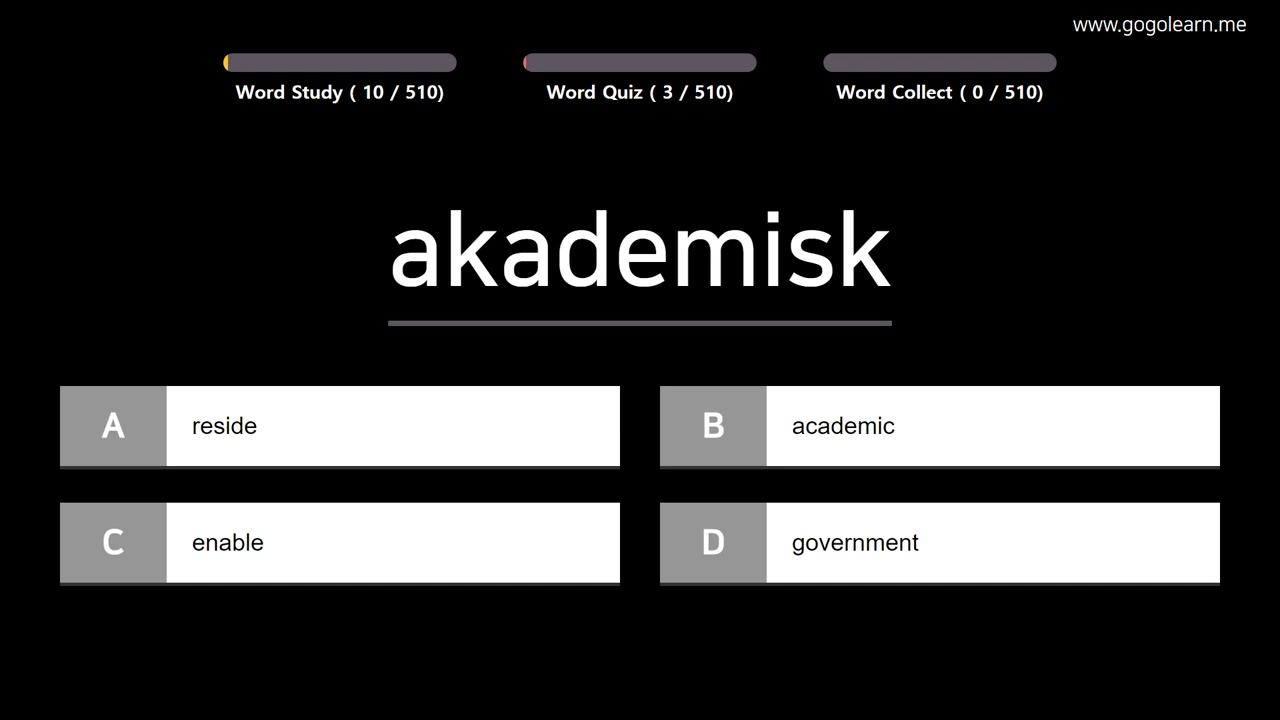 www.gogolearn.me
Word Study ( 10 / 510)
Word Quiz ( 3 / 510)
Word Collect ( 0 / 510)
akademisk
A reside
B academic
C enable
D government